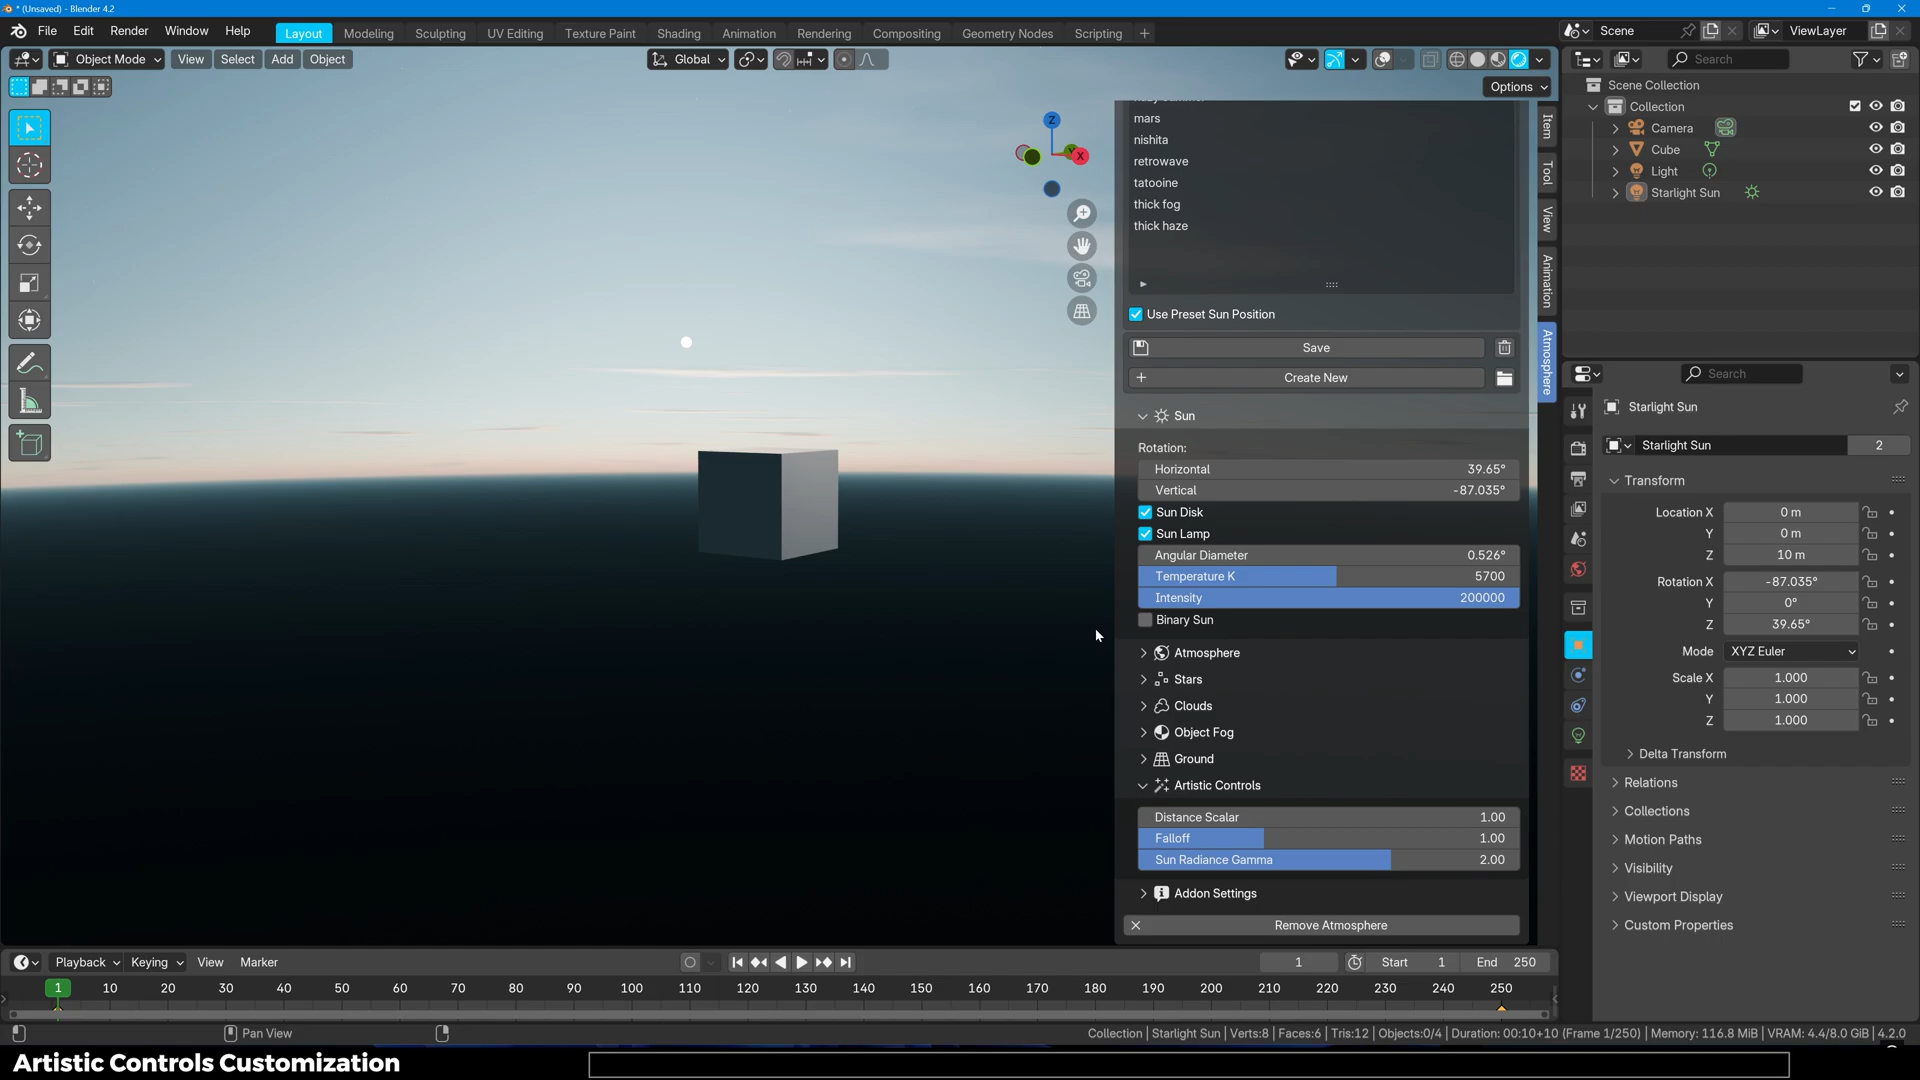 * (Unsaved) - Blender 4.2
File Edit Render Window Help Layout Modeling Sculpting UV Editing Texture Paint Shading Animation Rendering Compositing Geometry Nodes Scripting + Scene ViewLayer
Object Mode View Select Add Object Global Search
Options
Scene Collection
Collection
Camera
Cube
Light
Starlight Sun
Z
Y
X
Item
Tool
View
Animation
Atmosphere
mars
nishita
retrowave
tatooine
thick fog
thick haze
Use Preset Sun Position
Save
Create New
Sun
Rotation:
Horizontal 39.65°
Vertical -87.035°
Sun Disk
Sun Lamp
Angular Diameter 0.526°
Temperature K 5700
Intensity 200000
Binary Sun
Atmosphere
Stars
Clouds
Object Fog
Ground
Artistic Controls
Distance Scalar 1.00
Falloff 1.00
Sun Radiance Gamma 2.00
Addon Settings
Remove Atmosphere
Search
Starlight Sun
Starlight Sun 2
Transform
Location X 0 m
Y 0 m
Z 10 m
Rotation X -87.035°
Y 0°
Z 39.65°
Mode XYZ Euler
Scale X 1.000
Y 1.000
Z 1.000
Delta Transform
Relations
Collections
Motion Paths
Visibility
Viewport Display
Custom Properties
Playback Keying View Marker 1 Start 1 End 250
1 10 20 30 40 50 60 70 80 90 100 110 120 130 140 150 160 170 180 190 200 210 220 230 240 250
Pan View
Collection | Starlight Sun | Verts:8 | Faces:6 | Tris:12 | Objects:0/4 | Duration: 00:10+10 (Frame 1/250) | Memory: 116.8 MiB | VRAM: 4.4/8.0 GiB | 4.2.0
Artistic Controls Customization